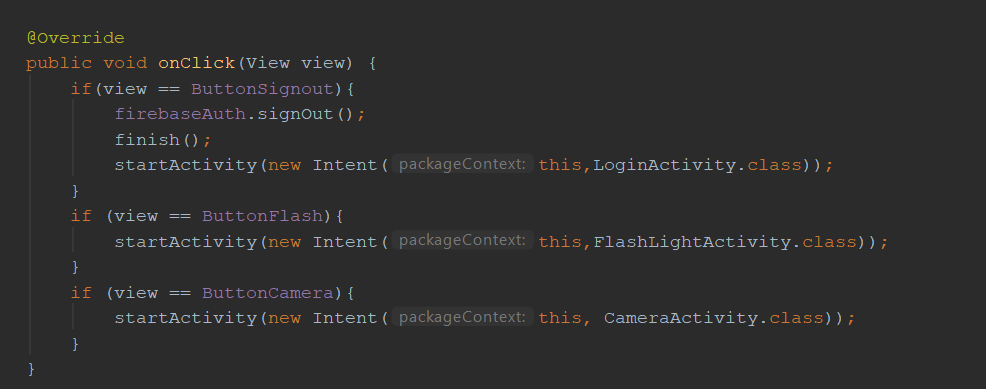 @Override
public void onClick(View view) {
if(view == ButtonSignout){
firebaseAuth.signOut();
finish();
startActivity(new Intent( packageContext: this,LoginActivity.class));
}
if (view == ButtonFlash){
startActivity(new Intent( packageContext: this,FlashLightActivity.class));
}
if (view == ButtonCamera){
startActivity(new Intent( packageContext: this, CameraActivity.class));
}
}